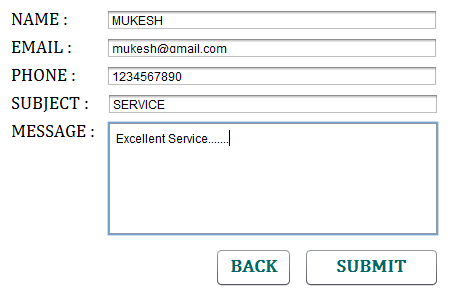 NAME : MUKESH
EMAIL : mukesh@gmail.com
PHONE : 1234567890
SUBJECT : SERVICE
MESSAGE : Excellent Service.......
BACK SUBMIT